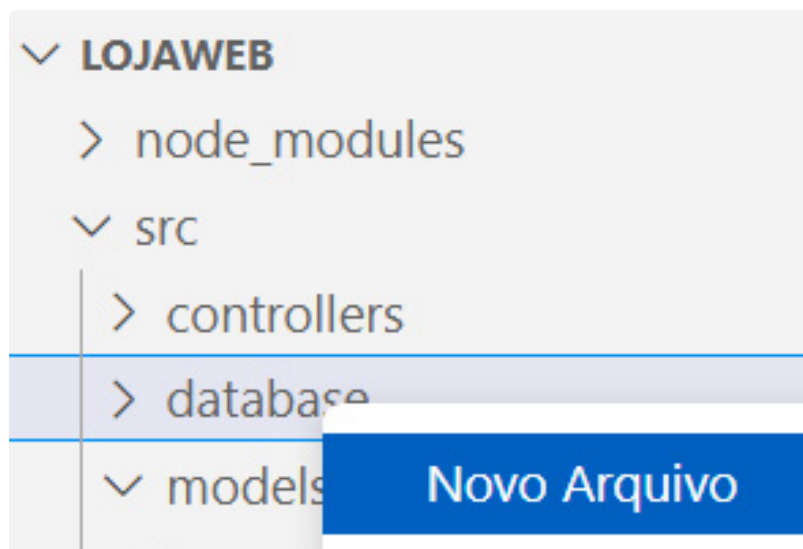 LOJAWEB
node_modules
src
controllers
database
models
Novo Arquivo